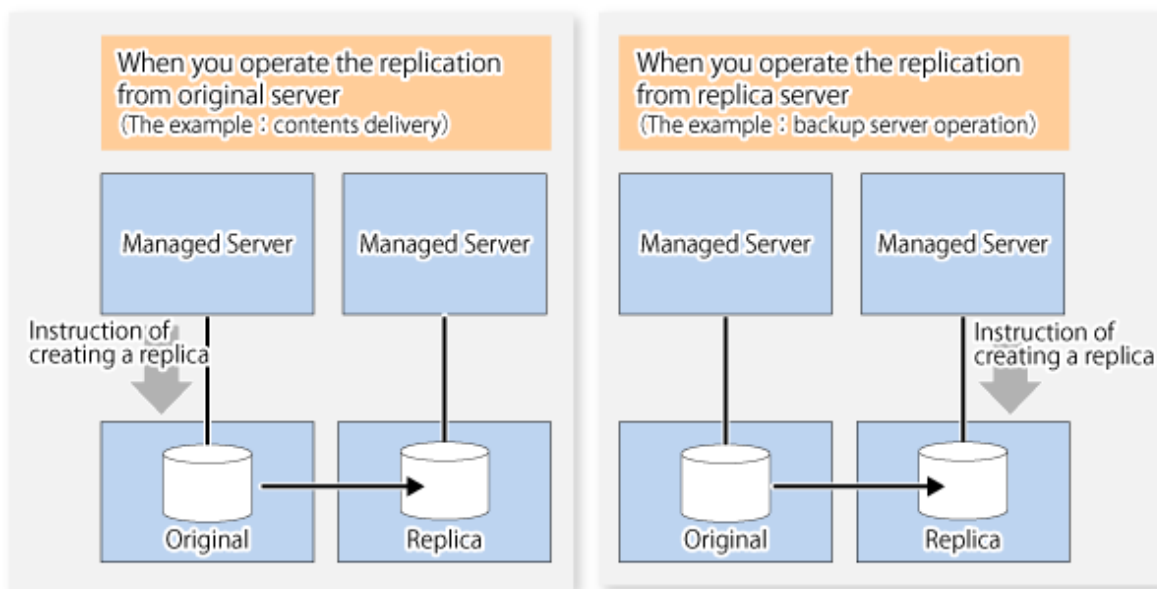 When you operate the replication
from original server
(The example：contents delivery)
Managed Server
Managed Server
Instruction of
creating a replica
Original
Replica
When you operate the replication
from replica server
(The example：backup server operation)
Managed Server
Managed Server
Instruction of
creating a replica
Original
Replica